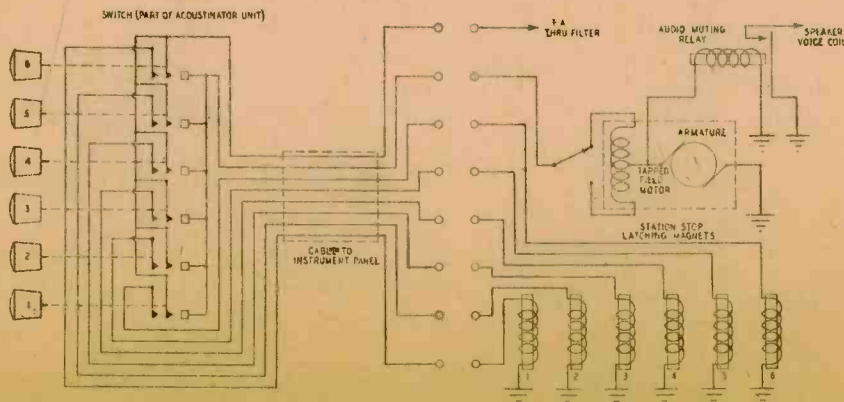 SWITCH (PART OF ACOUSTINATOR UNIT)
6
5
4
3
2
1
CABLE TO
INSTRUMENT PANEL
+ A
THRU FILTER
AUDIO MUTING
RELAY
SPEAKER
VOICE COIL
ARMATURE
TAPPED
FIELD
MOTOR
STATION STOP
LATCHING MAGNETS
1
2
3
4
5
6